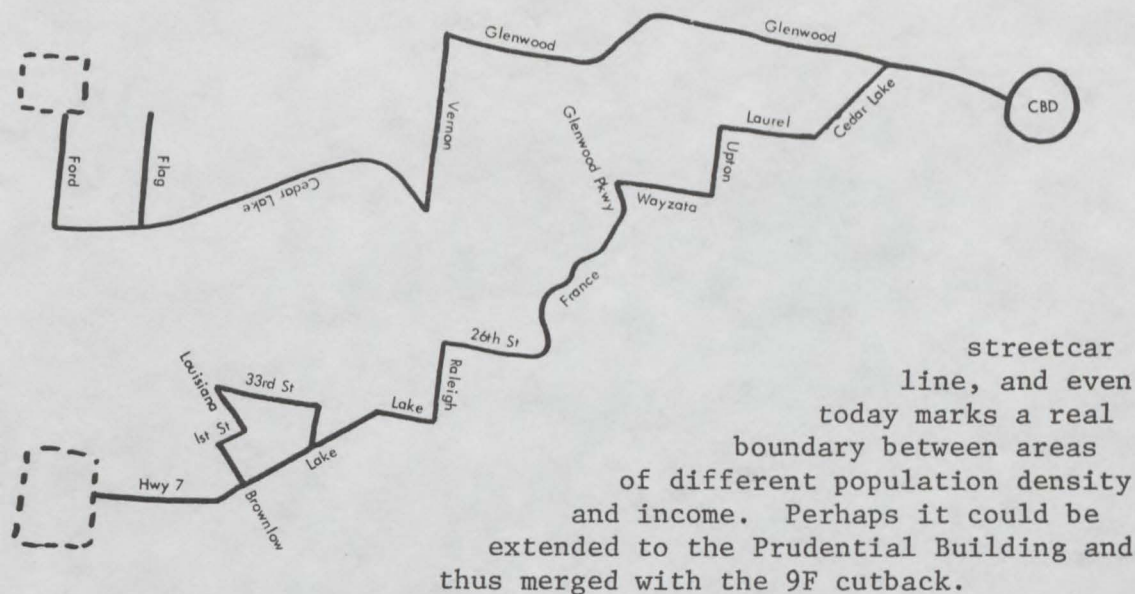 Glenwood
Glenwood
CBD
Vernon
Laurel
Cedar Lake
Upton
Glenwood Pkwy
Wayzata
Ford
Flag
Cedar Lake
France
26th St
Raleigh
Lake
Louisiana
33rd St
1st St
Lake
Hwy 7
Brownlow
streetcar
line, and even
today marks a real
boundary between areas
of different population density
and income. Perhaps it could be
extended to the Prudential Building and
thus merged with the 9F cutback.